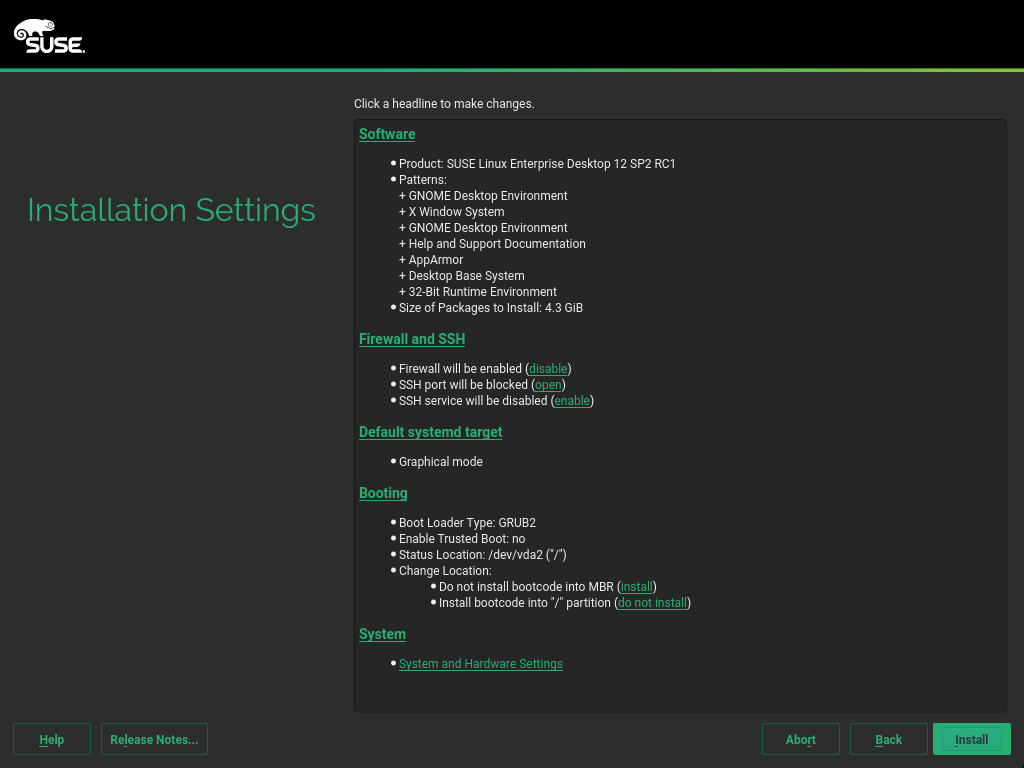 SUSE.
Click a headline to make changes.
Installation Settings
Software
Product: SUSE Linux Enterprise Desktop 12 SP2 RC1
Patterns:
+ GNOME Desktop Environment
+ X Window System
+ GNOME Desktop Environment
+ Help and Support Documentation
+ AppArmor
+ Desktop Base System
+ 32-Bit Runtime Environment
Size of Packages to Install: 4.3 GiB
Firewall and SSH
Firewall will be enabled (disable)
SSH port will be blocked (open)
SSH service will be disabled (enable)
Default systemd target
Graphical mode
Booting
Boot Loader Type: GRUB2
Enable Trusted Boot: no
Status Location: /dev/vda2 ("/")
Change Location:
Do not install bootcode into MBR (install)
Install bootcode into "/" partition (do not install)
System
System and Hardware Settings
Help
Release Notes...
Abort
Back
Install